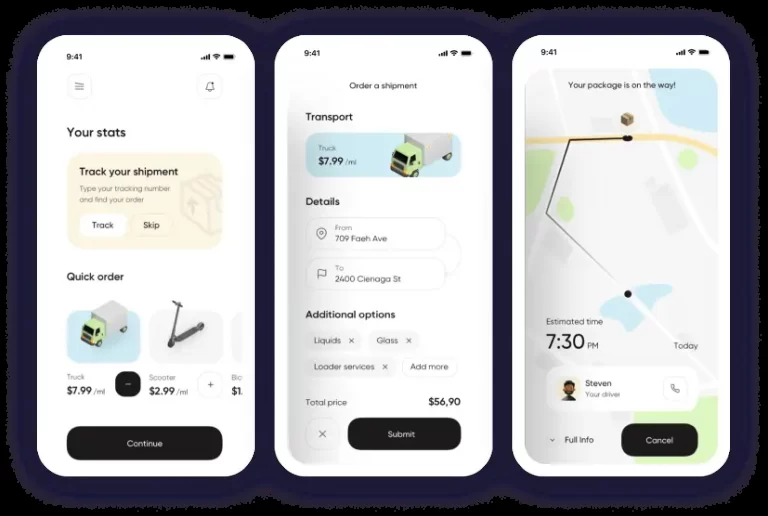 9:41
Your stats
Track your shipment
Type your tracking number
and find your order
Track
Skip
Quick order
Truck
$7.99 /ml
Scooter
$2.99 /ml
$1.
Continue
9:41
Order a shipment
Transport
Truck
$7,99 /ml
Details
From
709 Faeh Ave
To
2400 Cienaga St
Additional options
Liquids
Glass
Loader services
Add more
Total price
$56,90
Submit
9:41
Your package is on the way!
Estimated time
7:30 PM
Today
Steven
Your driver
Full Info
Cancel